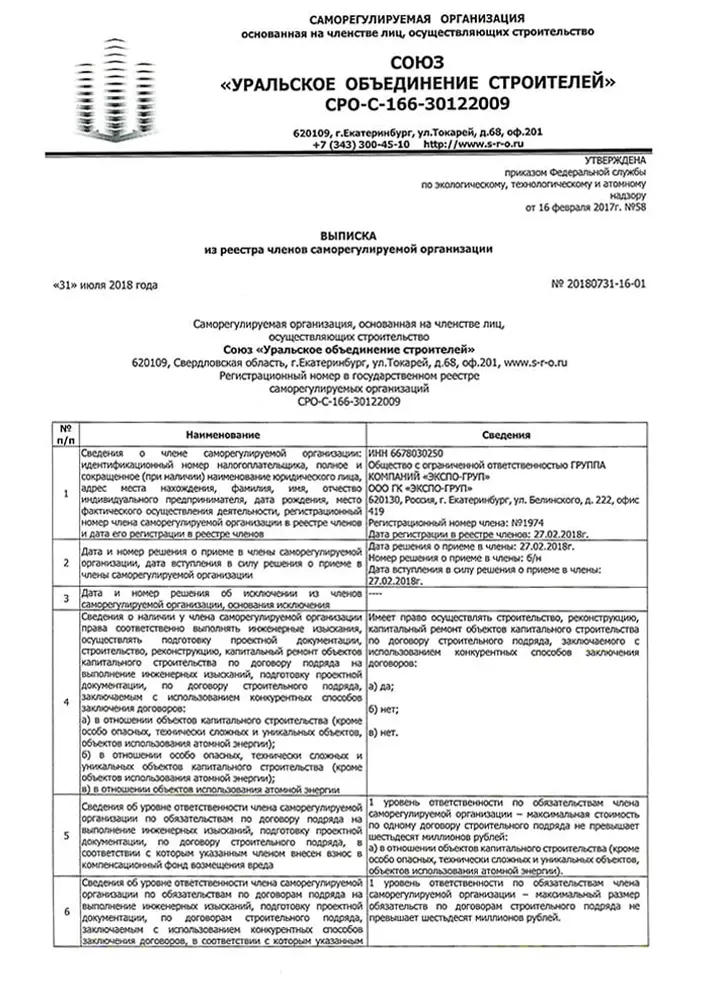 САМОРЕГУЛИРУЕМАЯ ОРГАНИЗАЦИЯ
основанная на членстве лиц, осуществляющих строительство
СОЮЗ
«УРАЛЬСКОЕ ОБЪЕДИНЕНИЕ СТРОИТЕЛЕЙ»
СРО-С-166-30122009
620109, г.Екатеринбург, ул.Токарей, д.68, оф.201
+7 (343) 300-45-10 http://www.s-r-o.ru
УТВЕРЖДЕНА
приказом Федеральной службы
по экологическому, технологическому и атомному
надзору
от 16 февраля 2017г. №58
ВЫПИСКА
из реестра членов саморегулируемой организации
«31» июля 2018 года
№ 20180731-16-01
Саморегулируемая организация, основанная на членстве лиц,
осуществляющих строительство
Союз «Уральское объединение строителей»
620109, Свердловская область, г.Екатеринбург, ул.Токарей, д.68, оф.201, www.s-r-o.ru
Регистрационный номер в государственном реестре
саморегулируемых организаций
СРО-С-166-30122009
№
п/п
Наименование
Сведения
1
Сведения о члене саморегулируемой организации:
идентификационный номер налогоплательщика, полное и
сокращенное (при наличии) наименование юридического лица,
адрес места нахождения, фамилия, имя, отчество
индивидуального предпринимателя, дата рождения, место
фактического осуществления деятельности, регистрационный
номер члена саморегулируемой организации в реестре членов
и дата его регистрации в реестре членов
ИНН 6678030250
Общество с ограниченной ответственностью ГРУППА
КОМПАНИЙ «ЭКСПО-ГРУП»
ООО ГК «ЭКСПО-ГРУП»
620130, Россия, г. Екатеринбург, ул. Белинского, д. 222, офис
419
Регистрационный номер члена: №1974
Дата регистрации в реестре членов: 27.02.2018г.
2
Дата и номер решения о приеме в члены саморегулируемой
организации, дата вступления в силу решения о приеме в
члены саморегулируемой организации
Дата решения о приеме в члены: 27.02.2018г.
Номер решения о приеме в члены: б/н
Дата вступления в силу решения о приеме в члены:
27.02.2018г.
3
Дата и номер решения об исключении из членов
саморегулируемой организации, основания исключения
----
4
Сведения о наличии у члена саморегулируемой организации
права соответственно выполнять инженерные изыскания,
осуществлять подготовку проектной документации,
строительство, реконструкцию, капитальный ремонт объектов
капитального строительства по договору подряда на
выполнение инженерных изысканий, подготовку проектной
документации, по договору строительного подряда,
заключаемым с использованием конкурентных способов
заключения договоров:
а) в отношении объектов капитального строительства (кроме
особо опасных, технически сложных и уникальных объектов,
объектов использования атомной энергии);
б) в отношении особо опасных, технически сложных и
уникальных объектов капитального строительства (кроме
объектов использования атомной энергии);
в) в отношении объектов использования атомной энергии
Имеет право осуществлять строительство, реконструкцию,
капитальный ремонт объектов капитального строительства
по договору строительного подряда, заключаемого с
использованием конкурентных способов заключения
договоров:
а) да;
б) нет;
в) нет.
5
Сведения об уровне ответственности члена саморегулируемой
организации по обязательствам по договору подряда на
выполнение инженерных изысканий, подготовку проектной
документации, по договору строительного подряда, в
соответствии с которым указанным членом внесен взнос в
компенсационный фонд возмещения вреда
1 уровень ответственности по обязательствам члена
саморегулируемой организации – максимальная стоимость
по одному договору строительного подряда не превышает
шестьдесят миллионов рублей:
а) в отношении объектов капитального строительства (кроме
особо опасных, технически сложных и уникальных объектов,
объектов использования атомной энергии).
6
Сведения об уровне ответственности члена саморегулируемой
организации по обязательствам по договорам подряда на
выполнение инженерных изысканий, подготовку проектной
документации, по договорам строительного подряда,
заключаемым с использованием конкурентных способов
заключения договоров, в соответствии с которым указанным
1 уровень ответственности по обязательствам члена
саморегулируемой организации – максимальный размер
обязательств по договорам строительного подряда не
превышает шестьдесят миллионов рублей.